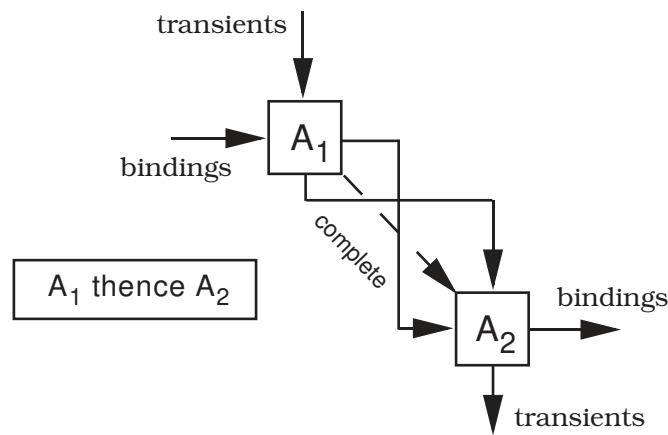 transients
A₁
bindings
complete
A₁ thence A₂
bindings
A₂
transients